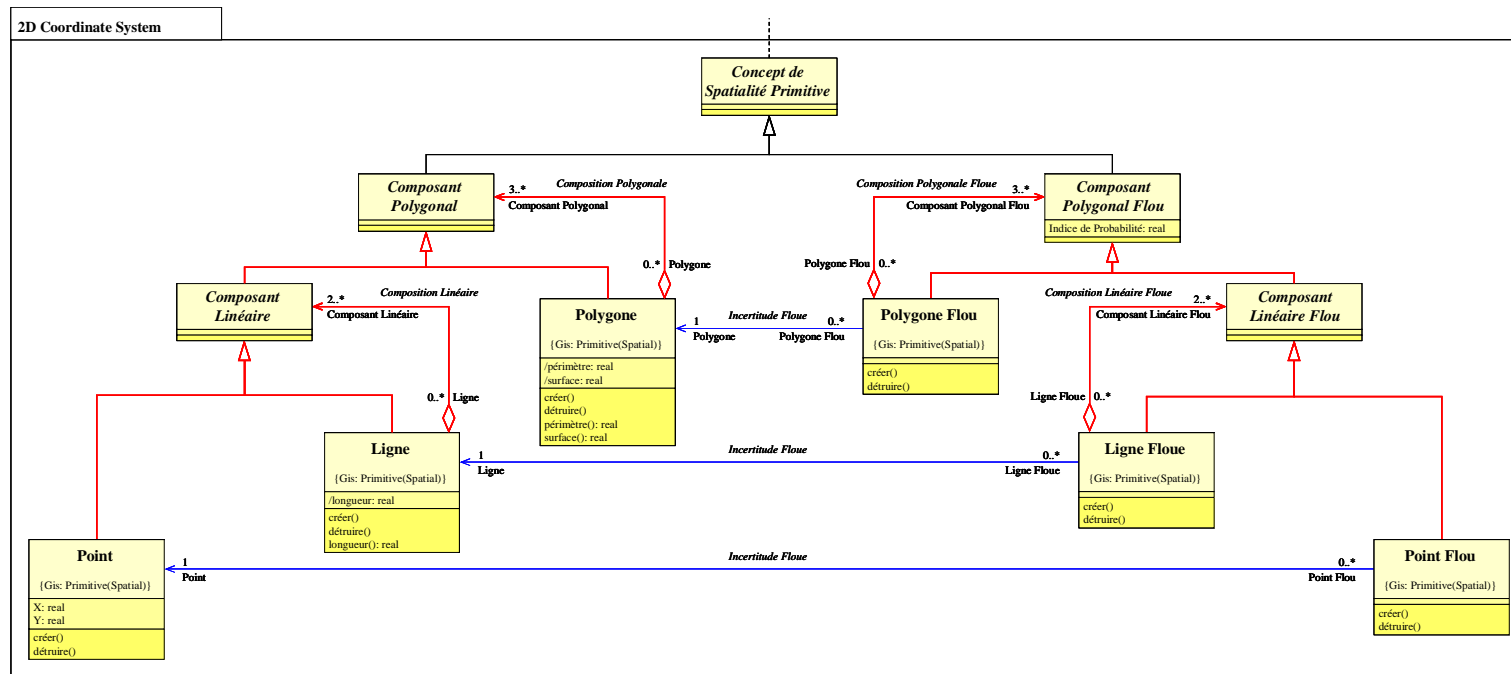 2D Coordinate System
Concept de
Spatialité Primitive
Composant
Polygonal
3..*
Composition Polygonale
Composant Polygonal
0..*
Polygone
Composition Polygonale Floue
3..*
Composant Polygonal Flou
Polygone Flou
0..*
Composant
Polygonal Flou
Indice de Probabilité: real
Composant
Linéaire
2..*
Composition Linéaire
Composant Linéaire
0..*
Ligne
Polygone
{Gis: Primitive(Spatial)}
/périmètre: real
/surface: real
créer()
détruire()
périmètre(): real
surface(): real
Incertitude Floue
1
0..*
Polygone
Polygone Flou
Polygone Flou
{Gis: Primitive(Spatial)}
créer()
détruire()
Composition Linéaire Floue
2..*
Composant Linéaire Flou
Ligne Floue
0..*
Composant
Linéaire Flou
Ligne
{Gis: Primitive(Spatial)}
/longueur: real
créer()
détruire()
longueur(): real
Incertitude Floue
1
0..*
Ligne
Ligne Floue
Ligne Floue
{Gis: Primitive(Spatial)}
créer()
détruire()
Point
{Gis: Primitive(Spatial)}
X: real
Y: real
créer()
détruire()
Incertitude Floue
1
0..*
Point
Point Flou
Point Flou
{Gis: Primitive(Spatial)}
créer()
détruire()